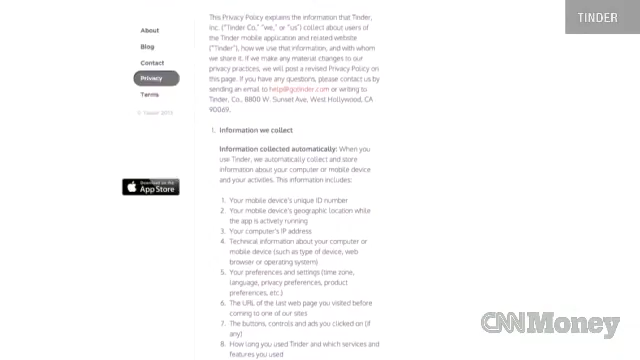 TINDER
About
Blog
Contact
Privacy
Terms
Download on the
App Store
This Privacy Policy explains the information that Tinder,
Inc. ("Tinder Co," "we," or "us") collect about users of
the Tinder mobile application and related website
("Tinder"), how we use that information, and with whom
we share it. If we make any material changes to our
privacy practices, we will post a revised Privacy Policy on
this page. If you have any questions, please contact us by
sending an email to help@gotinder.com or writing to
Tinder, Co., 8800 W. Sunset Ave, West Hollywood, CA
90069.
1. Information we collect
Information collected automatically: When you
use Tinder, we automatically collect and store
information about your computer or mobile device
and your activities. This information includes:
1. Your mobile device's unique ID number
2. Your mobile device's geographic location while
the app is actively running
3. Your computer's IP address
4. Technical information about your computer or
mobile device (such as type of device, web
browser or operating system)
5. Your preferences and settings (time zone,
language, privacy preferences, product
preferences, etc.)
6. The URL of the last web page you visited before
coming to one of our sites
7. The buttons, controls and ads you clicked on (if
any)
8. How long you used Tinder and which services and
features you used
CNNMoney